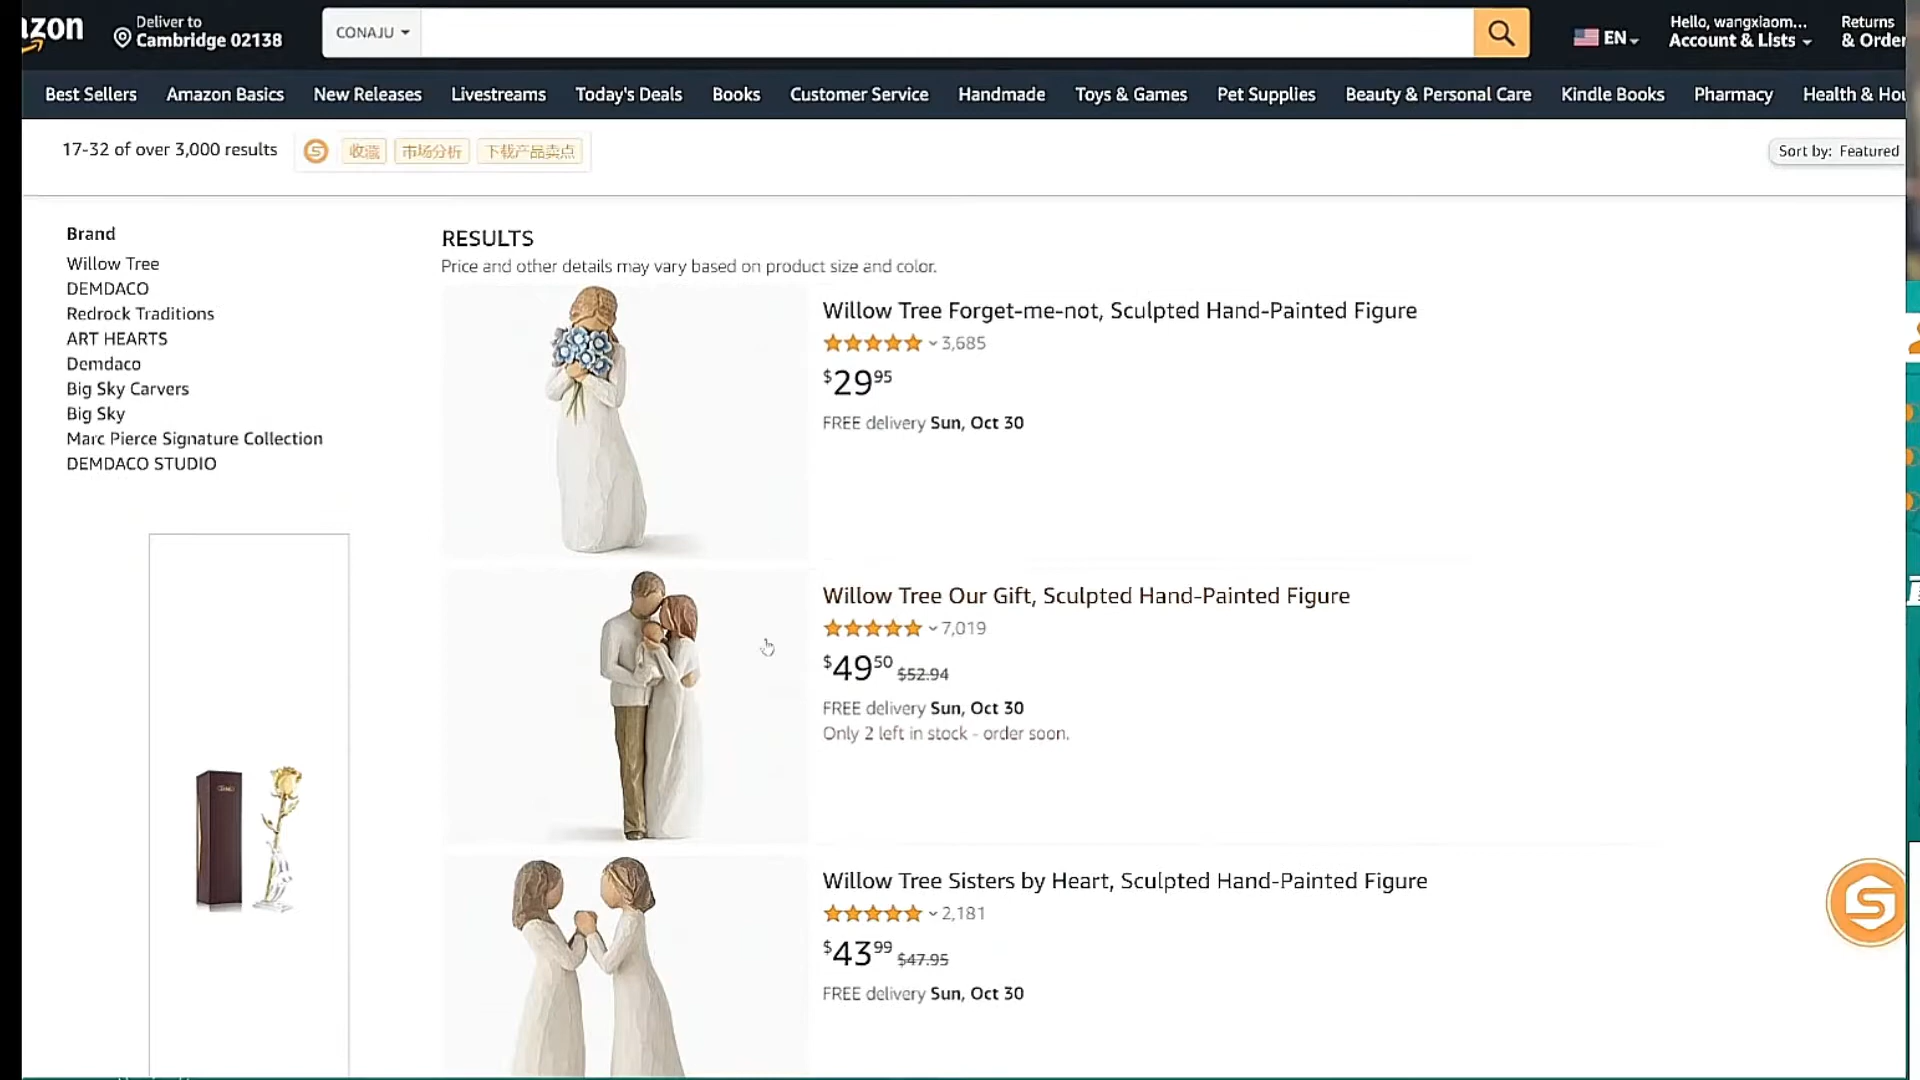 azon
Deliver to
Cambridge 02138
CONAJU
EN
Hello, wangxiaom...
Account & Lists
Returns
& Order
Best Sellers
Amazon Basics
New Releases
Livestreams
Today's Deals
Books
Customer Service
Handmade
Toys & Games
Pet Supplies
Beauty & Personal Care
Kindle Books
Pharmacy
Health & Hou
17-32 of over 3,000 results
收藏
市场分析
下载产品卖点
Sort by: Featured
Brand
Willow Tree
DEMDACO
Redrock Traditions
ART HEARTS
Demdaco
Big Sky Carvers
Big Sky
Marc Pierce Signature Collection
DEMDACO STUDIO
RESULTS
Price and other details may vary based on product size and color.
Willow Tree Forget-me-not, Sculpted Hand-Painted Figure
3,685
$29 95
FREE delivery Sun, Oct 30
Willow Tree Our Gift, Sculpted Hand-Painted Figure
7,019
$49 50 $52.94
FREE delivery Sun, Oct 30
Only 2 left in stock - order soon.
Willow Tree Sisters by Heart, Sculpted Hand-Painted Figure
2,181
$43 99 $47.95
FREE delivery Sun, Oct 30